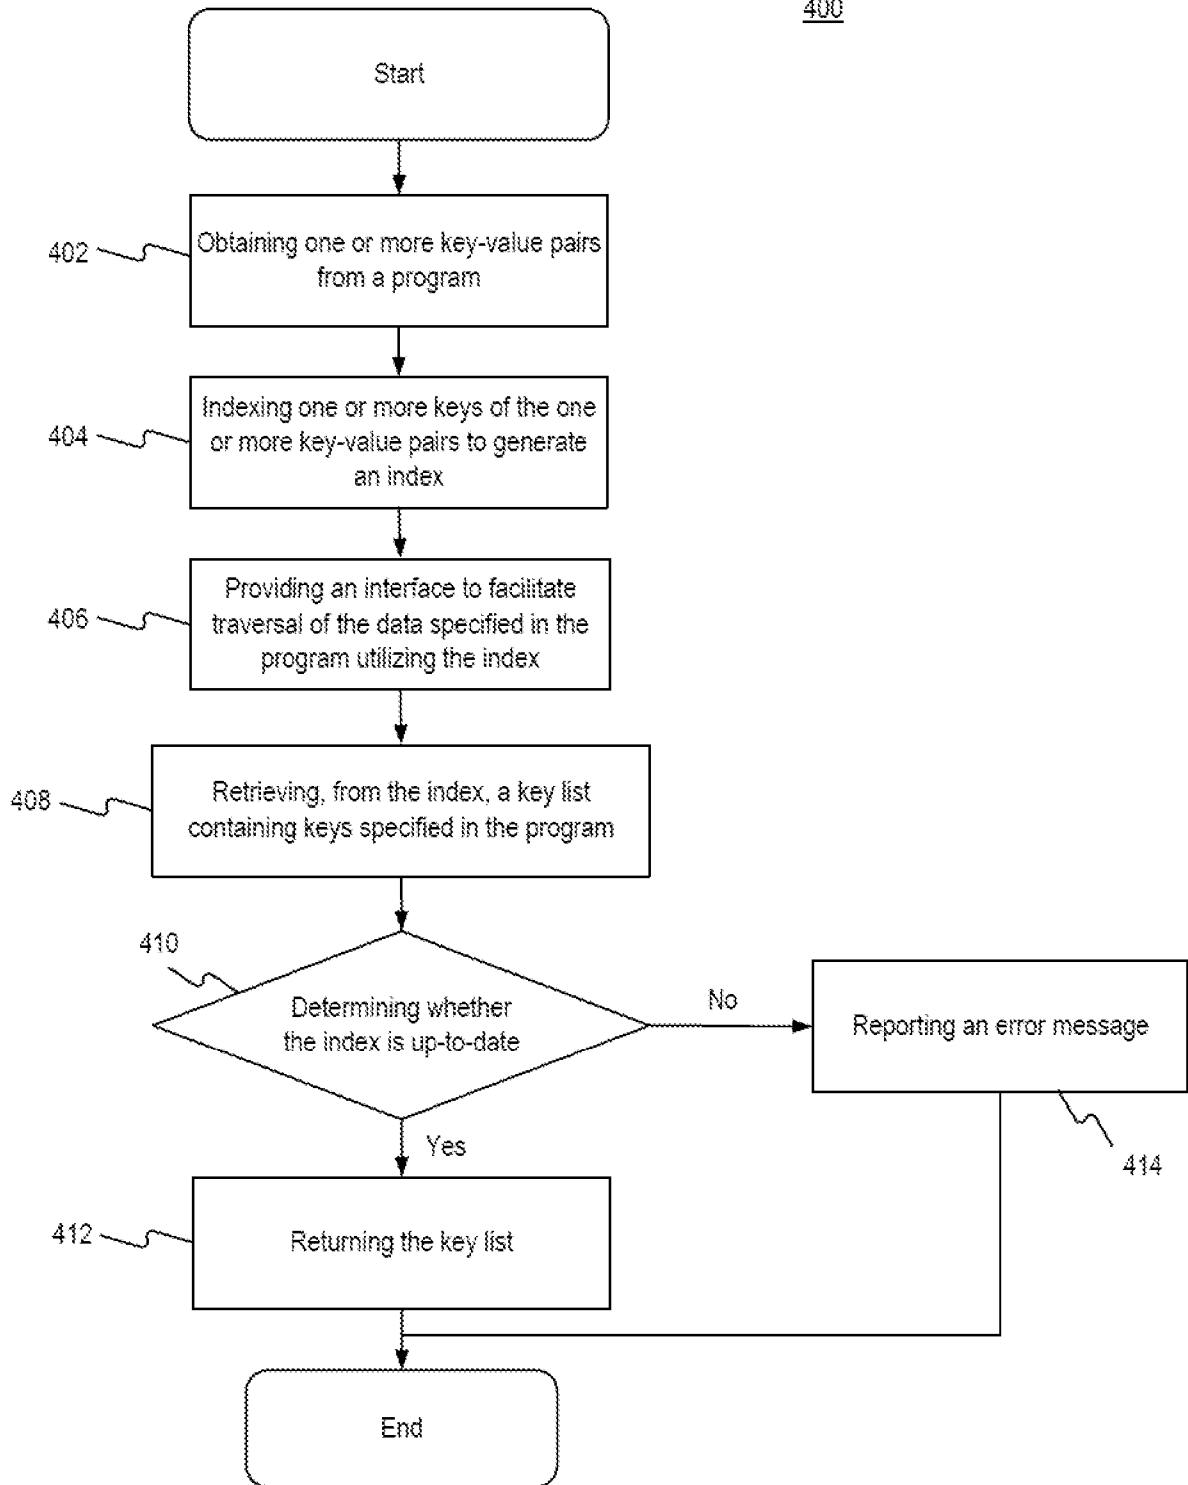 400
Start
402
Obtaining one or more key-value pairs
from a program
404
Indexing one or more keys of the one
or more key-value pairs to generate
an index
406
Providing an interface to facilitate
traversal of the data specified in the
program utilizing the index
408
Retrieving, from the index, a key list
containing keys specified in the program
410
Determining whether
the index is up-to-date
No
Reporting an error message
414
Yes
412
Returning the key list
End